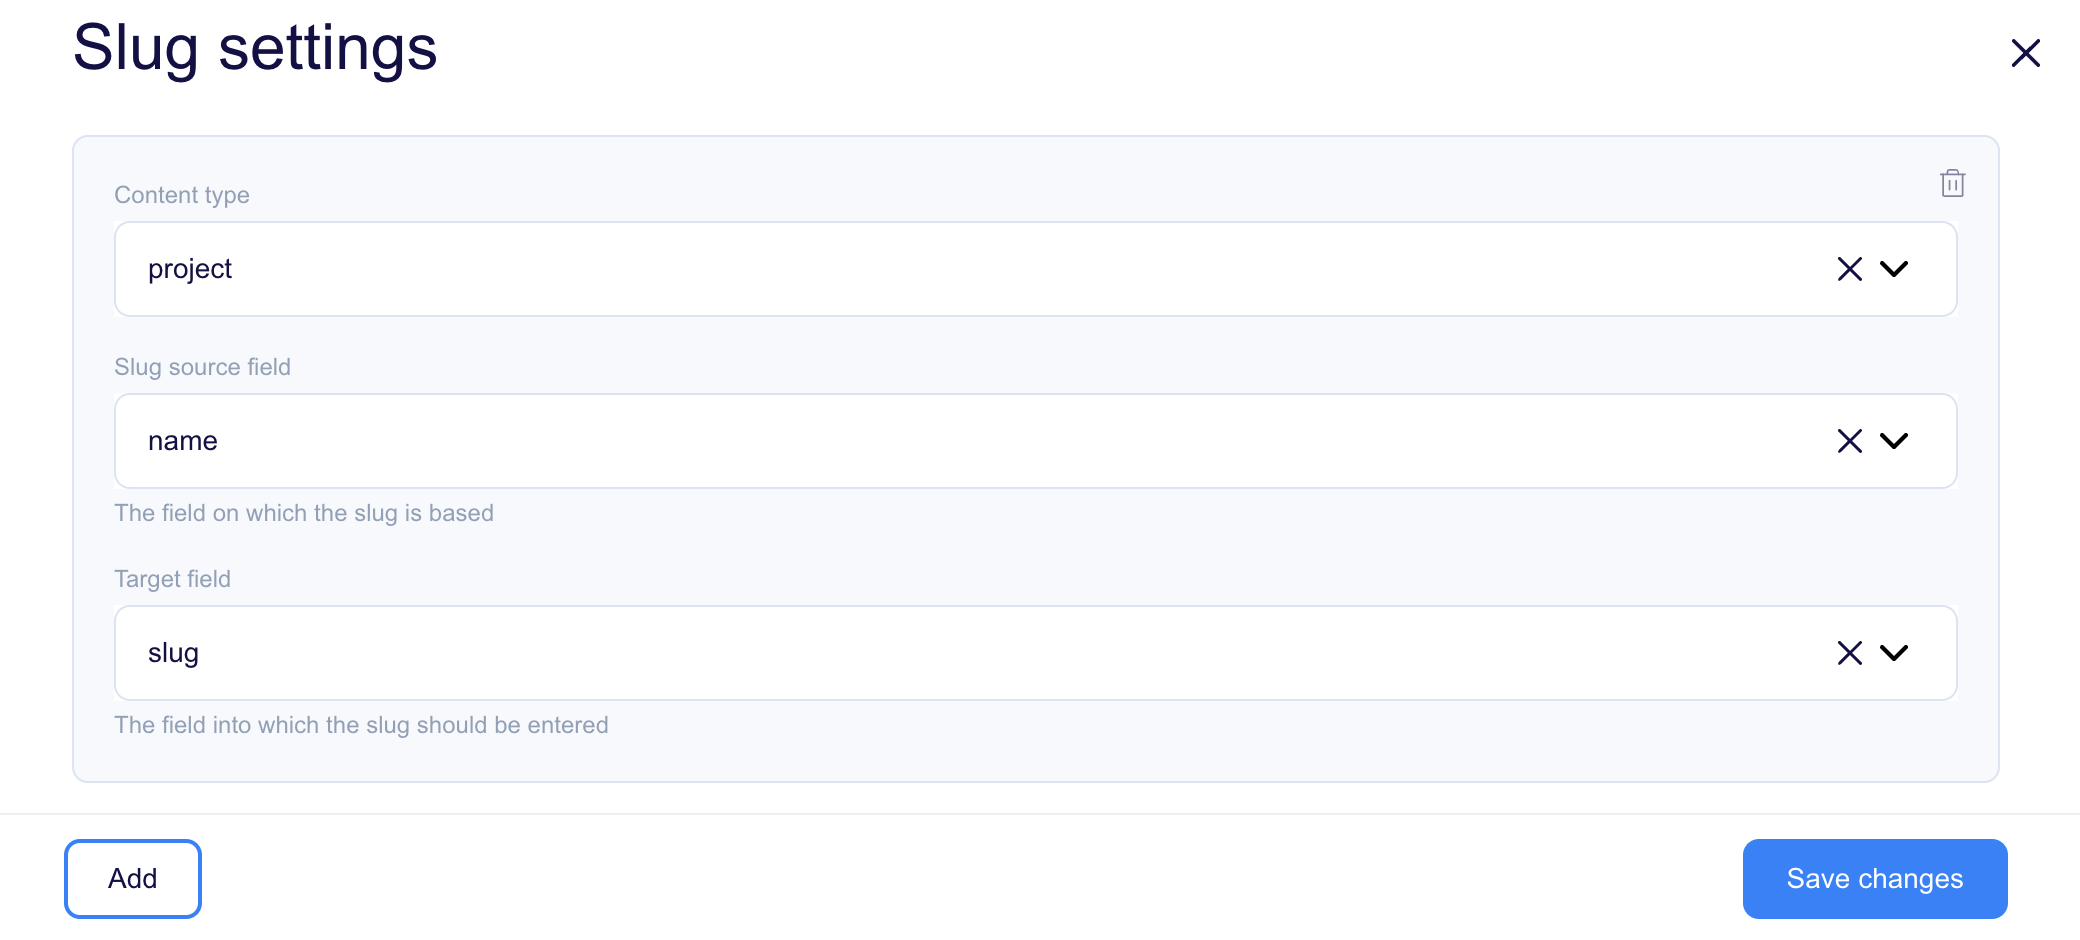 Slug settings
Content type
project
Slug source field
name
The field on which the slug is based
Target field
slug
The field into which the slug should be entered
Add
Save changes